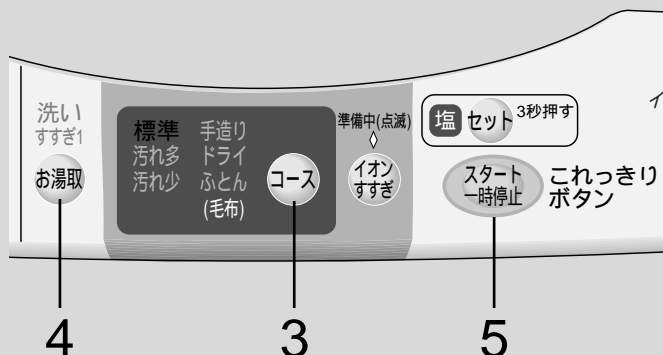 洗い
すすぎ1
お湯取
標準 手造り
汚れ多 ドライ
汚れ少 ふとん
(毛布)
コース
準備中(点滅)
イオン
すすぎ
塩 セット 3秒押す
スタート
一時停止
これっきり
ボタン
イ
4 3 5